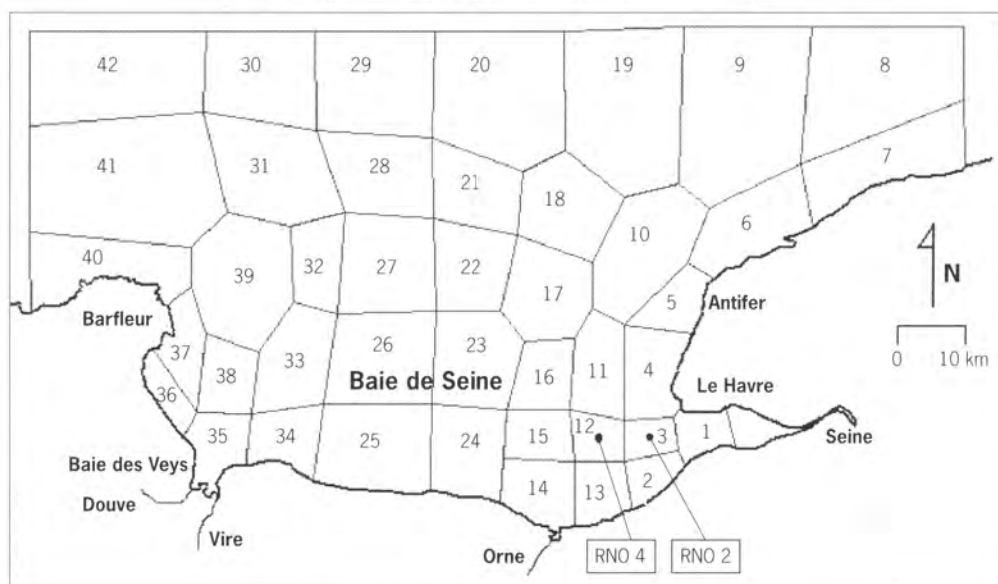 42 30 29 20 19 9 8
41 31 28 21 18 10 6 7
40 39 32 27 22 17 5
N
Antifer
Barfleur
0 10 km
37 38 33 26 23 16 11 4
Baie de Seine
Le Havre
36 35 34 25 24 15 12 3 1
Seine
Baie des Veys
14 13 2
Douve
Vire
Orne
RNO 4
RNO 2